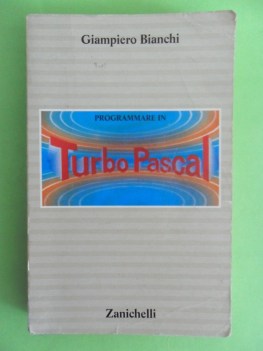 Giampiero Bianchi
PROGRAMMARE IN
Turbo Pascal
Zanichelli